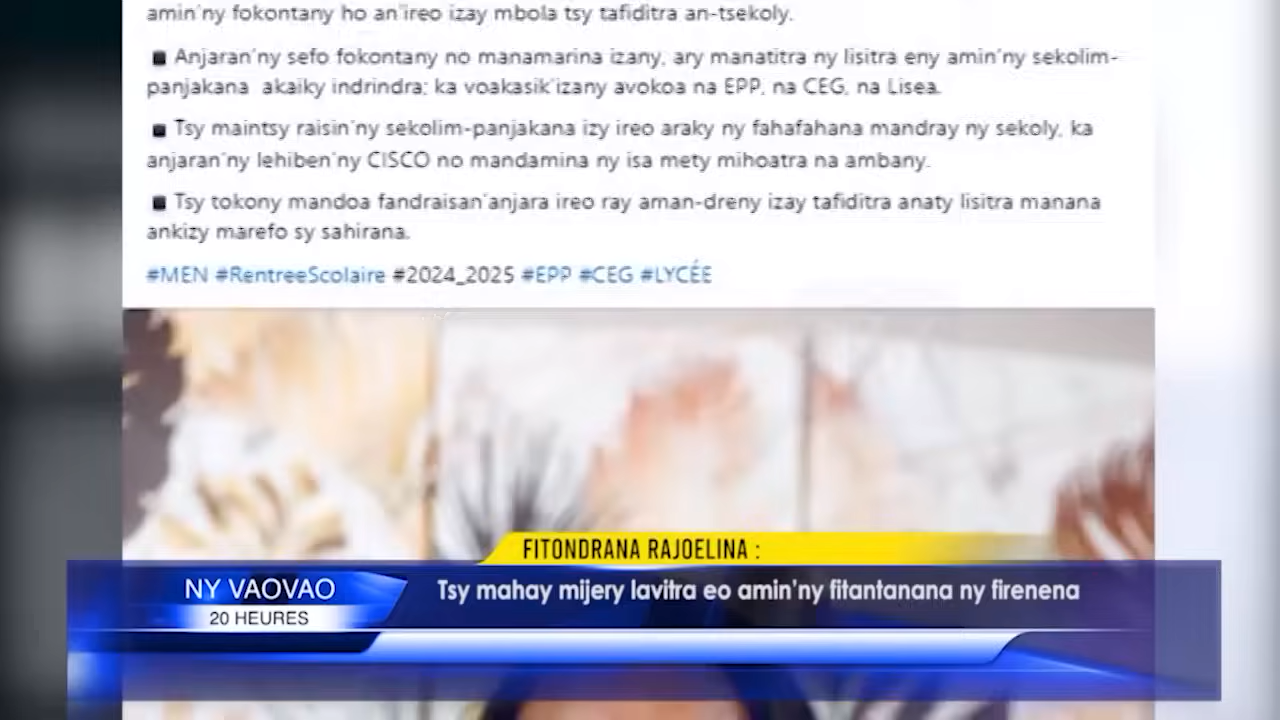 amin'ny fokontany ho an'ireo izay mbola tsy tafiditra an-tsekoly.
▪ Anjaran'ny sefo fokontany no manamarina izany, ary manatitra ny lisitra eny amin'ny sekolim-
panjakana akaiky indrindra; ka voakasik'izany avokoa na EPP, na CEG, na Lisea.
▪ Tsy maintsy raisin'ny sekolim-panjakana izy ireo araky ny fahafahana mandray ny sekoly, ka
anjaran'ny lehiben'ny CISCO no mandamina ny isa mety mihoatra na ambany.
▪ Tsy tokony mandoa fandraisan'anjara ireo ray aman-dreny izay tafiditra anaty lisitra manana
ankizy marefo sy sahirana.
#MEN #RentreeScolaire #2024_2025 #EPP #CEG #LYCÉE
FITONDRANA RAJOELINA :
NY VAOVAO
20 HEURES
Tsy mahay mijery lavitra eo amin'ny fitantanana ny firenena